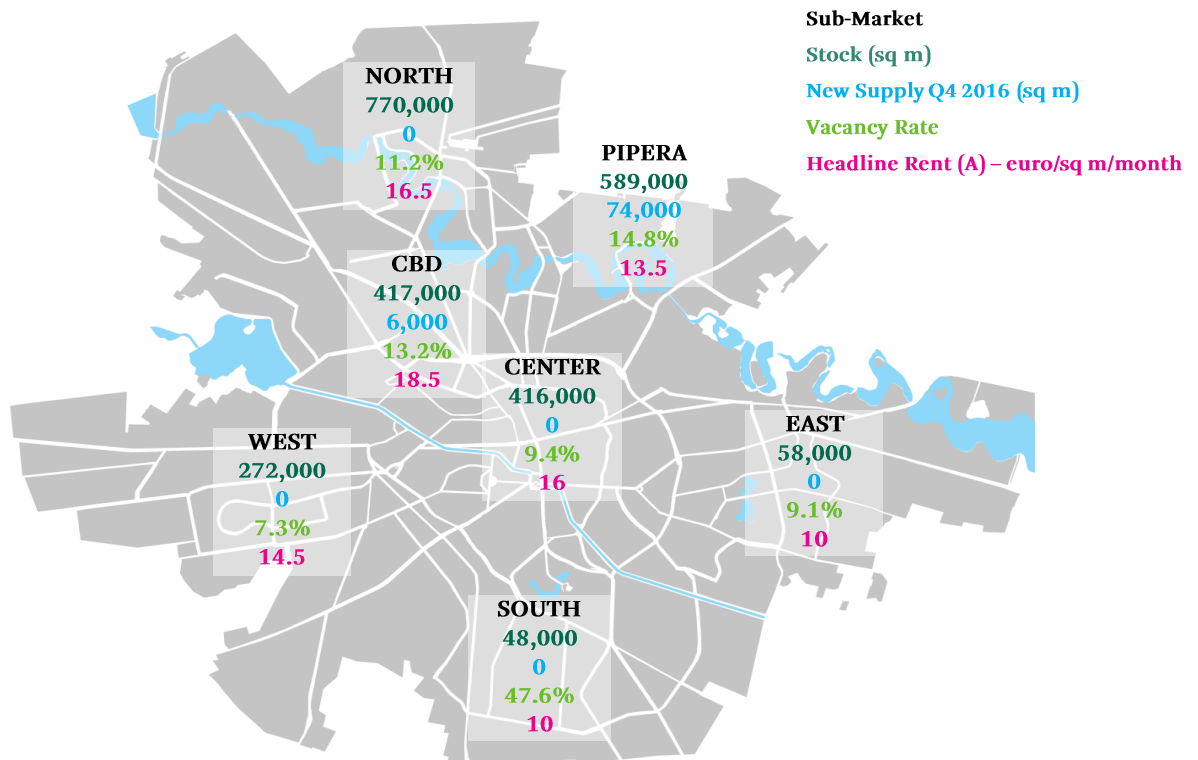 Sub-Market
Stock (sq m)
New Supply Q4 2016 (sq m)
Vacancy Rate
Headline Rent (A) – euro/sq m/month
NORTH
770,000
0
11.2%
16.5
PIPERA
589,000
74,000
14.8%
13.5
CBD
417,000
6,000
13.2%
18.5
CENTER
416,000
0
9.4%
16
EAST
58,000
0
9.1%
10
WEST
272,000
0
7.3%
14.5
SOUTH
48,000
0
47.6%
10